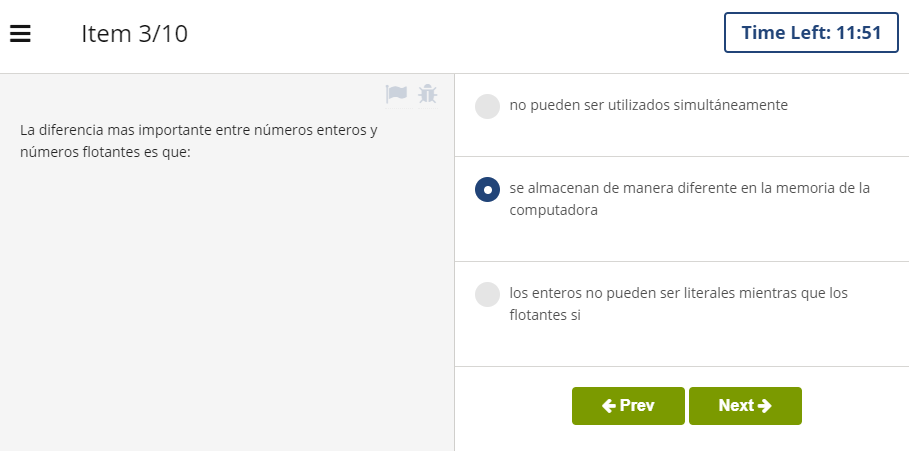 Item 3/10
Time Left: 11:51
La diferencia mas importante entre números enteros y
números flotantes es que:
no pueden ser utilizados simultáneamente
se almacenan de manera diferente en la memoria de la
computadora
los enteros no pueden ser literales mientras que los
flotantes si
Prev
Next